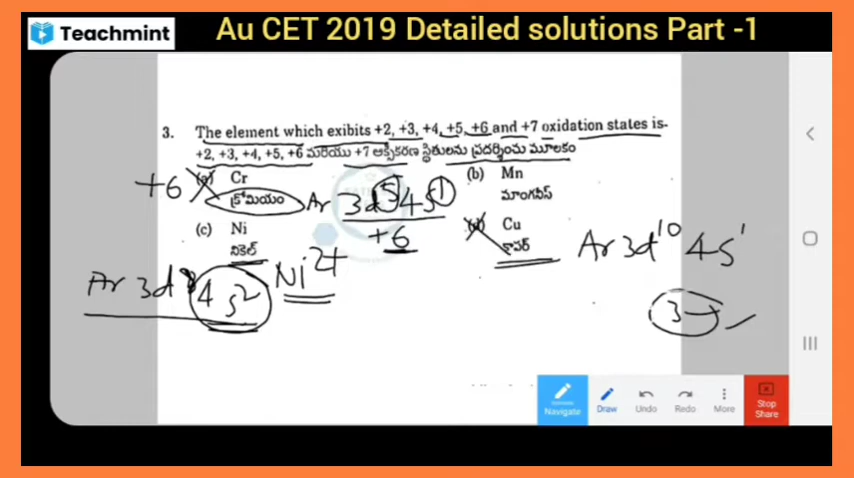 Teachmint
Au CET 2019 Detailed solutions Part -1
3. The element which exibits +2, +3, +4, +5, +6 and +7 oxidation states is-
+2, +3, +4, +5, +6 మరియు +7 ఆక్సీకరణ స్థితులను ప్రదర్శించు మూలకం
+6 (a) Cr
క్రోమియం
Ar 3d5 4s1
+6
(b) Mn
మాంగనీస్
(c) Ni
నికెల్
(d) Cu
కాపర్
Ar 3d10 4s1
Ar 3d8 4s2
Ni2+
Navigate
Draw
Undo
Redo
More
Stop
Share